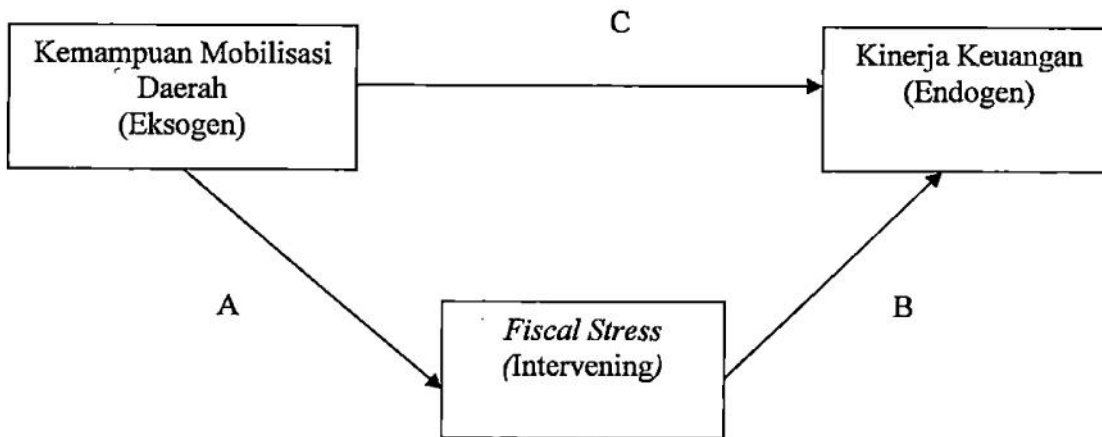 C
Kemampuan Mobilisasi
Daerah
(Eksogen)
Kinerja Keuangan
(Endogen)
A
B
Fiscal Stress
(Intervening)